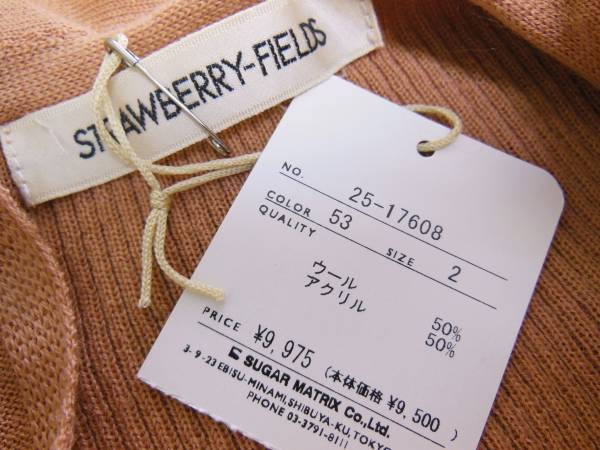 STRAWBERRY-FIELDS
NO. 25-17608
COLOR 53 SIZE 2
QUALITY
ウール 50%
アクリル 50%
PRICE ¥9,975 (本体価格 ¥9,500)
SUGAR MATRIX Co.,Ltd.
3-9-23 EBISU-MINAMI, SHIBUYA-KU, TOKYO
PHONE 03-3791-8111